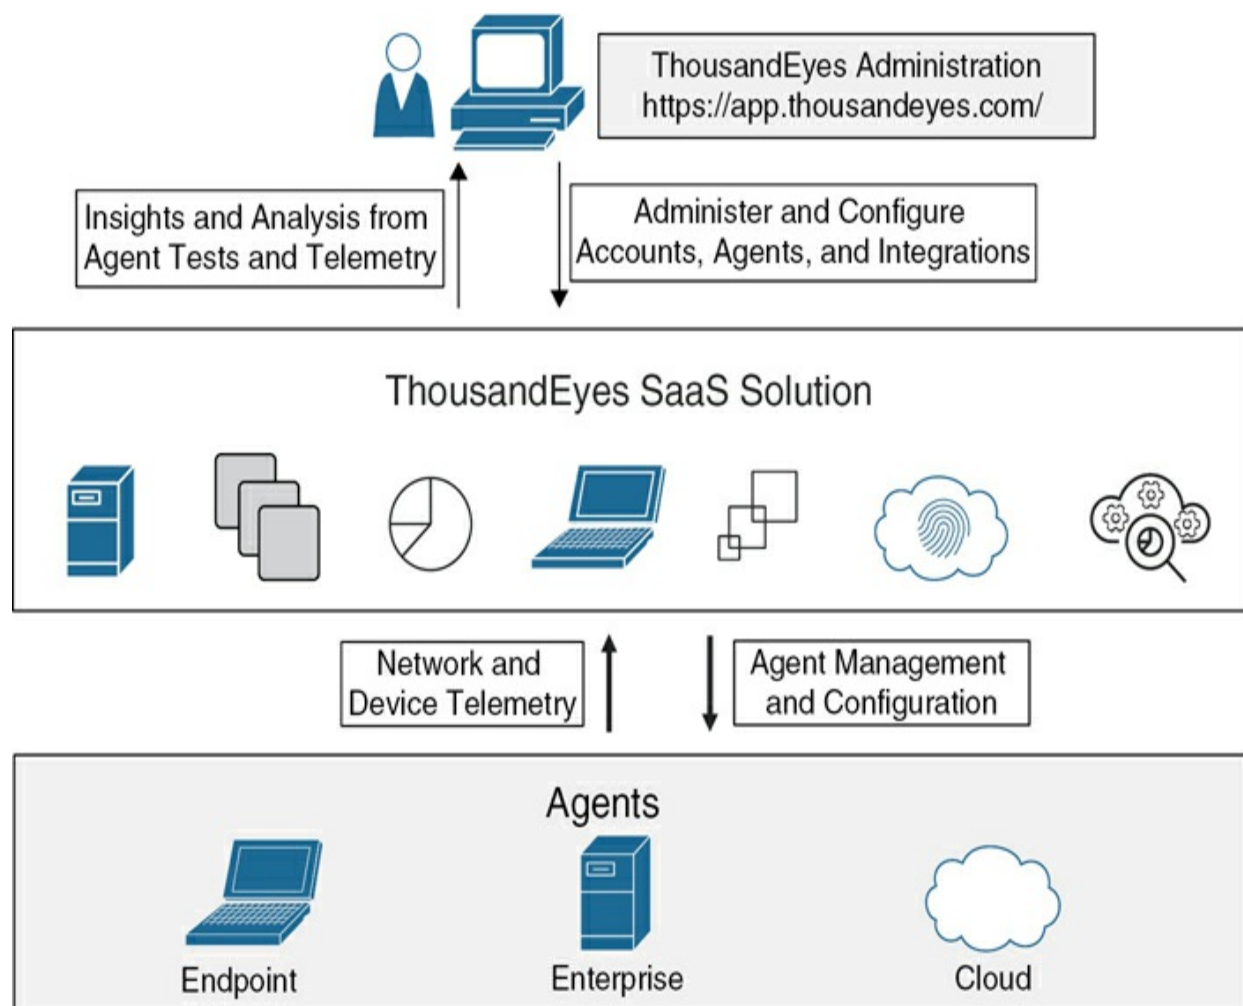 ThousandEyes Administration
https://app.thousandeyes.com/
Insights and Analysis from
Agent Tests and Telemetry
Administer and Configure
Accounts, Agents, and Integrations
ThousandEyes SaaS Solution
Network and
Device Telemetry
Agent Management
and Configuration
Agents
Endpoint
Enterprise
Cloud